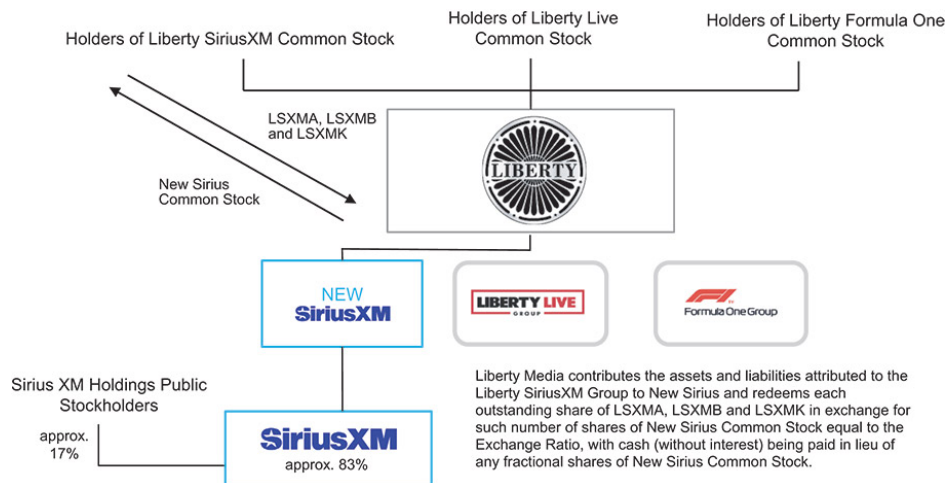 Holders of Liberty SiriusXM Common Stock
Holders of Liberty Live
Common Stock
Holders of Liberty Formula One
Common Stock
LSXMA, LSXMB
and LSXMK
New Sirius
Common Stock
LIBERTY
NEW
SiriusXM
LIBERTY LIVE
GROUP
F1
Formula One Group
Sirius XM Holdings Public
Stockholders
approx.
17%
SiriusXM
approx. 83%
Liberty Media contributes the assets and liabilities attributed to the
Liberty SiriusXM Group to New Sirius and redeems each
outstanding share of LSXMA, LSXMB and LSXMK in exchange for
such number of shares of New Sirius Common Stock equal to the
Exchange Ratio, with cash (without interest) being paid in lieu of
any fractional shares of New Sirius Common Stock.